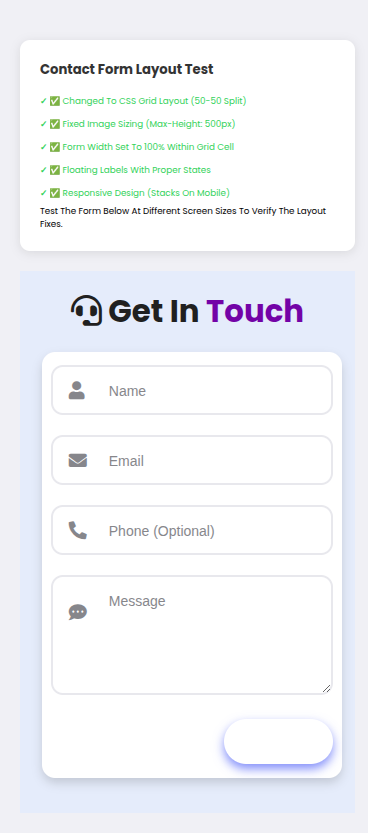 Contact Form Layout Test
✓ ✅ Changed To CSS Grid Layout (50-50 Split)
✓ ✅ Fixed Image Sizing (Max-Height: 500px)
✓ ✅ Form Width Set To 100% Within Grid Cell
✓ ✅ Floating Labels With Proper States
✓ ✅ Responsive Design (Stacks On Mobile)
Test The Form Below At Different Screen Sizes To Verify The Layout
Fixes.
Get In Touch
Name
Email
Phone (Optional)
Message